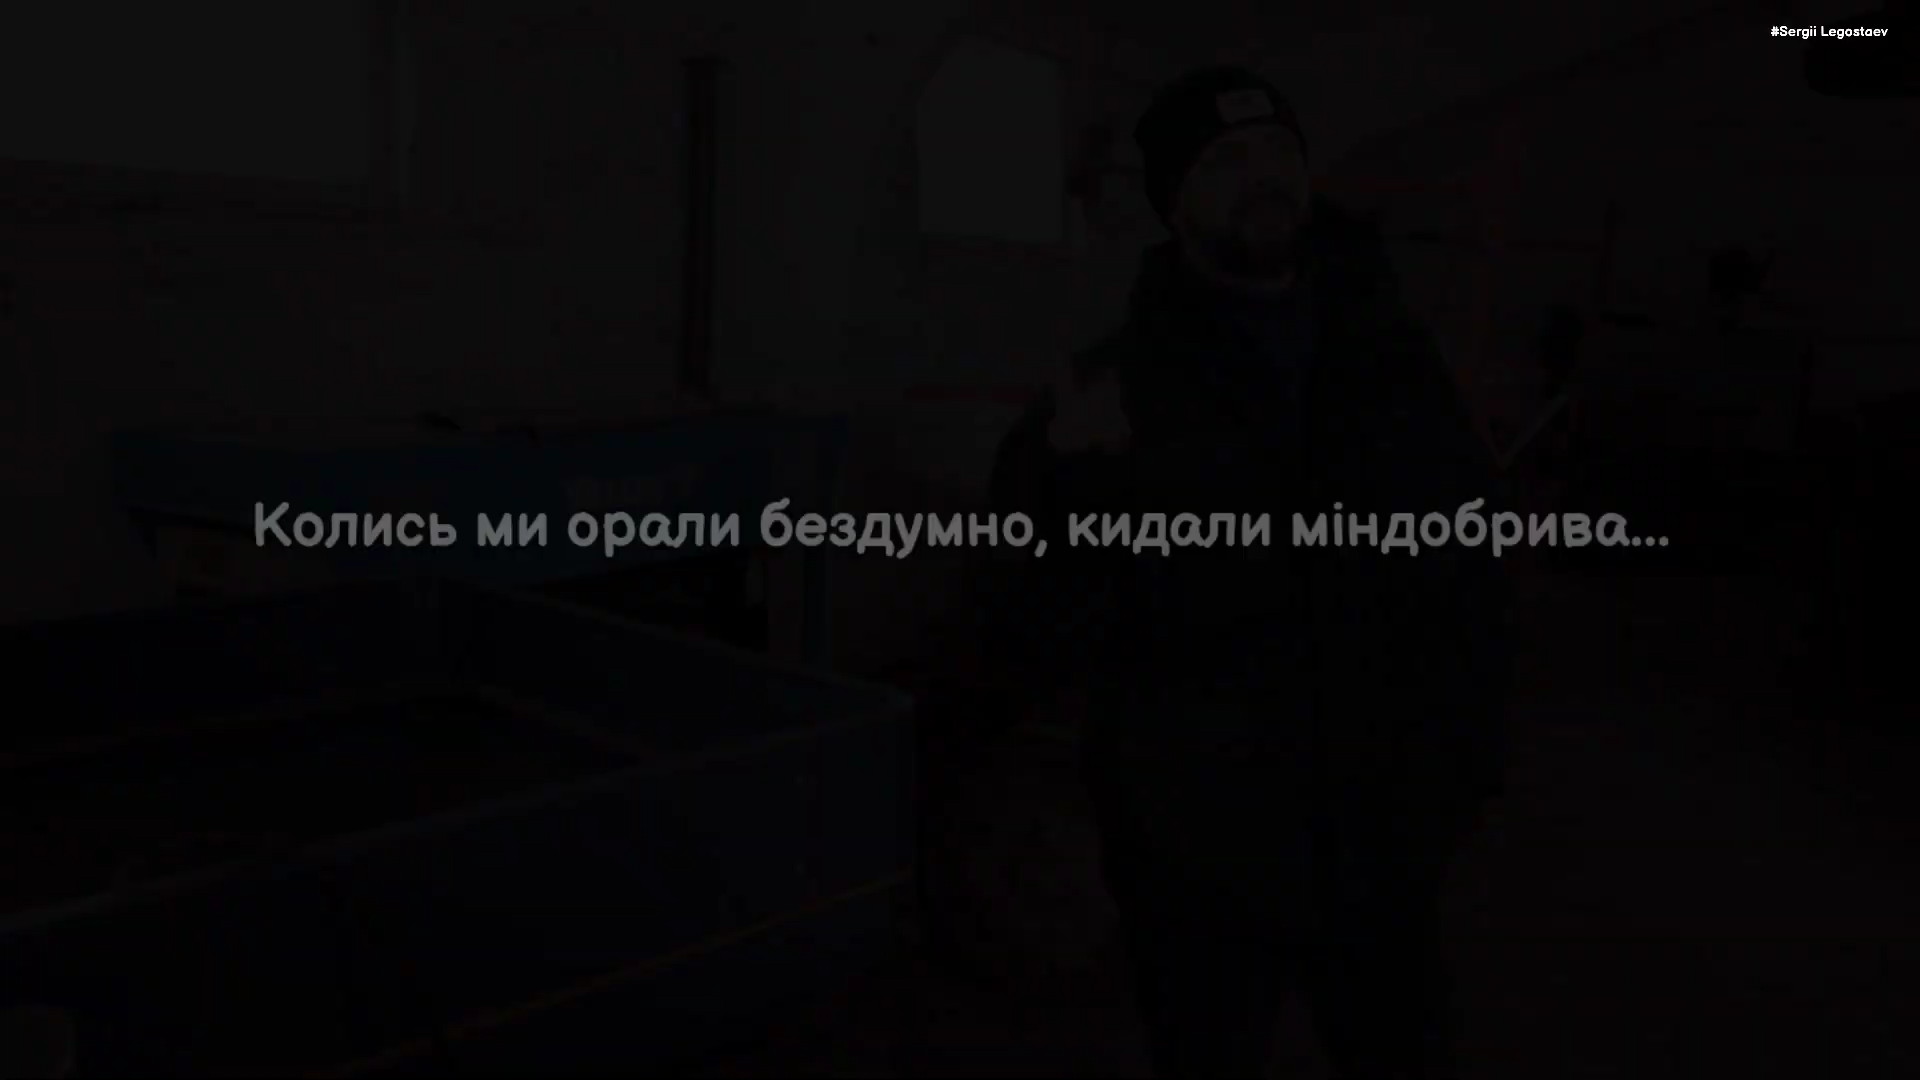 #Sergii Legostaev
Колись ми орали бездумно, кидали міндобрива...